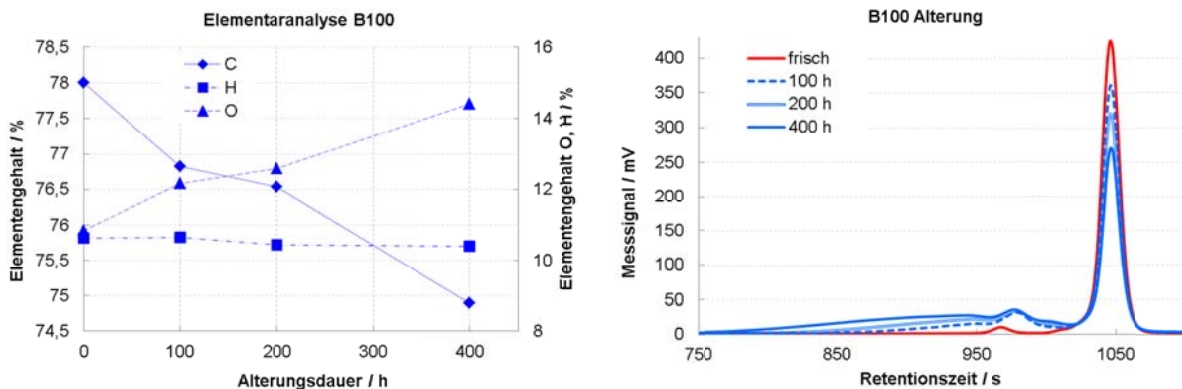 Elementaranalyse B100
78,5
78
77,5
77
76,5
76
75,5
75
74,5
Elementengehalt / %
C
H
O
16
14
12
10
8
Elementengehalt O, H / %
0
100
200
300
400
Alterungsdauer / h
B100 Alterung
400
350
300
250
200
150
100
50
0
Messsignal / mV
frisch
100 h
200 h
400 h
750
850
950
1050
Retentionszeit / s